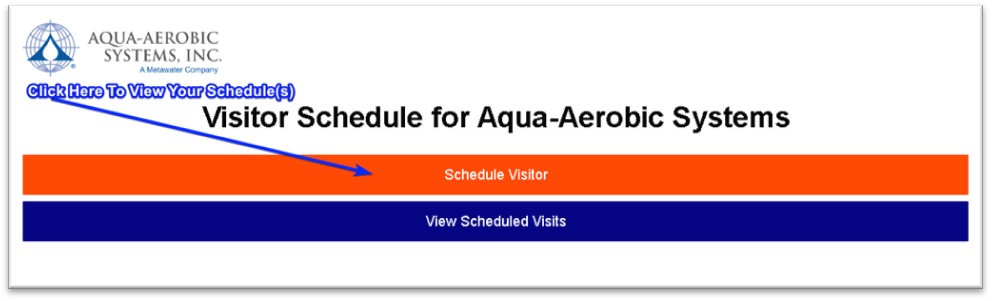 AQUA-AEROBIC
SYSTEMS, INC.
A Metawater Company
Click Here To View Your Schedule(s)
Visitor Schedule for Aqua-Aerobic Systems
Schedule Visitor
View Scheduled Visits